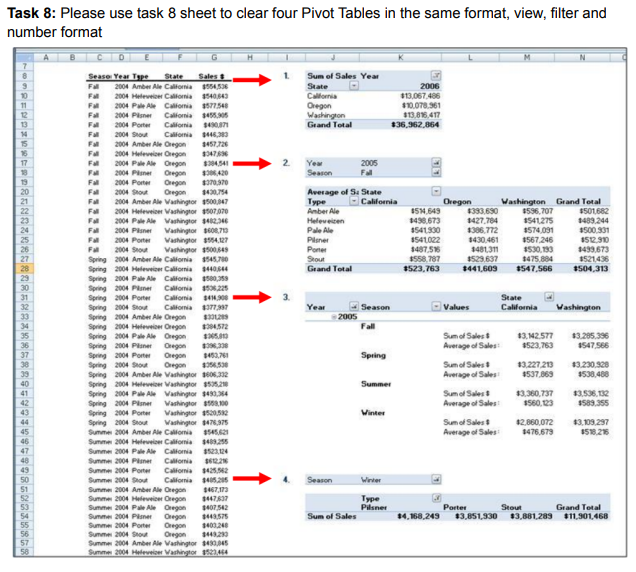 Task 8: Please use task 8 sheet to clear four Pivot Tables in the same format, view, filter and
number format
A B C D E F G H I J K L M N
7
8 Seaso Year Type State Sales $ 1. Sum of Sales Year
9 Fall 2004 Amber Ale California $554,536 State 2006
10 Fall 2004 Hefeweizer California $540,643 California $13,067,486
11 Fall 2004 Pale Ale California $577,548 Oregon $10,078,961
12 Fall 2004 Pilsner California $455,905 Washington $13,816,417
13 Fall 2004 Porter California $490,871 Grand Total $36,962,864
14 Fall 2004 Stout California $446,383
15 Fall 2004 Amber Ale Oregon $457,726
16 Fall 2004 Hefeweizer Oregon $347,696
17 Fall 2004 Pale Ale Oregon $384,541 2. Year 2005
18 Fall 2004 Pilsner Oregon $386,420 Season Fall
19 Fall 2004 Porter Oregon $378,978
20 Fall 2004 Stout Oregon $430,754 Average of Sa State
21 Fall 2004 Amber Ale Washington $500,847 Type California Oregon Washington Grand Total
22 Fall 2004 Hefeweizer Washington $507,070 Amber Ale $514,649 $393,690 $596,707 $501,682
23 Fall 2004 Pale Ale Washington $482,346 Hefeweizen $498,673 $427,784 $541,275 $489,244
24 Fall 2004 Pilsner Washington $608,713 Pale Ale $541,930 $386,772 $574,091 $500,931
25 Fall 2004 Porter Washington $554,127 Pilsner $541,022 $430,461 $567,246 $512,910
26 Fall 2004 Stout Washington $500,649 Porter $487,516 $481,311 $530,193 $499,673
27 Spring 2004 Amber Ale California $545,780 Stout $558,787 $529,637 $475,884 $521,436
28 Spring 2004 Hefeweizer California $440,644 Grand Total $523,763 $441,609 $547,566 $504,313
29 Spring 2004 Pale Ale California $588,359
30 Spring 2004 Pilsner California $536,225
31 Spring 2004 Porter California $414,908 3. State
32 Spring 2004 Stout California $377,997 Year Season Values California Washington
33 Spring 2004 Amber Ale Oregon $331,289 2005
34 Spring 2004 Hefeweizer Oregon $384,572 Fall
35 Spring 2004 Pale Ale Oregon $365,813 Sum of Sales $ $3,142,577 $3,285,396
36 Spring 2004 Pilsner Oregon $396,338 Average of Sales $523,763 $547,566
37 Spring 2004 Porter Oregon $453,761 Spring
38 Spring 2004 Stout Oregon $356,538 Sum of Sales $ $3,227,213 $3,230,928
39 Spring 2004 Amber Ale Washington $606,332 Average of Sales $537,869 $538,488
40 Spring 2004 Hefeweizer Washington $535,218 Summer
41 Spring 2004 Pale Ale Washington $493,364 Sum of Sales $ $3,360,737 $3,536,132
42 Spring 2004 Pilsner Washington $559,100 Average of Sales $560,123 $589,355
43 Spring 2004 Porter Washington $520,592 Winter
44 Spring 2004 Stout Washington $476,975 Sum of Sales $ $2,860,072 $3,109,297
45 Summe 2004 Amber Ale California $545,621 Average of Sales $476,679 $518,216
46 Summe 2004 Hefeweizer California $489,255
47 Summe 2004 Pale Ale California $523,124
48 Summe 2004 Pilsner California $612,216
49 Summe 2004 Porter California $425,562
50 Summe 2004 Stout California $405,285 4. Season Winter
51 Summe 2004 Amber Ale Oregon $467,173
52 Summe 2004 Hefeweizer Oregon $447,637 Type
53 Summe 2004 Pale Ale Oregon $407,542 Pilsner Porter Stout Grand Total
54 Summe 2004 Pilsner Oregon $449,575 Sum of Sales $4,168,249 $3,851,930 $3,881,289 $11,901,468
55 Summe 2004 Porter Oregon $403,248
56 Summe 2004 Stout Oregon $449,293
57 Summe 2004 Amber Ale Washington $493,845
58 Summe 2004 Hefeweizer Washington $523,464